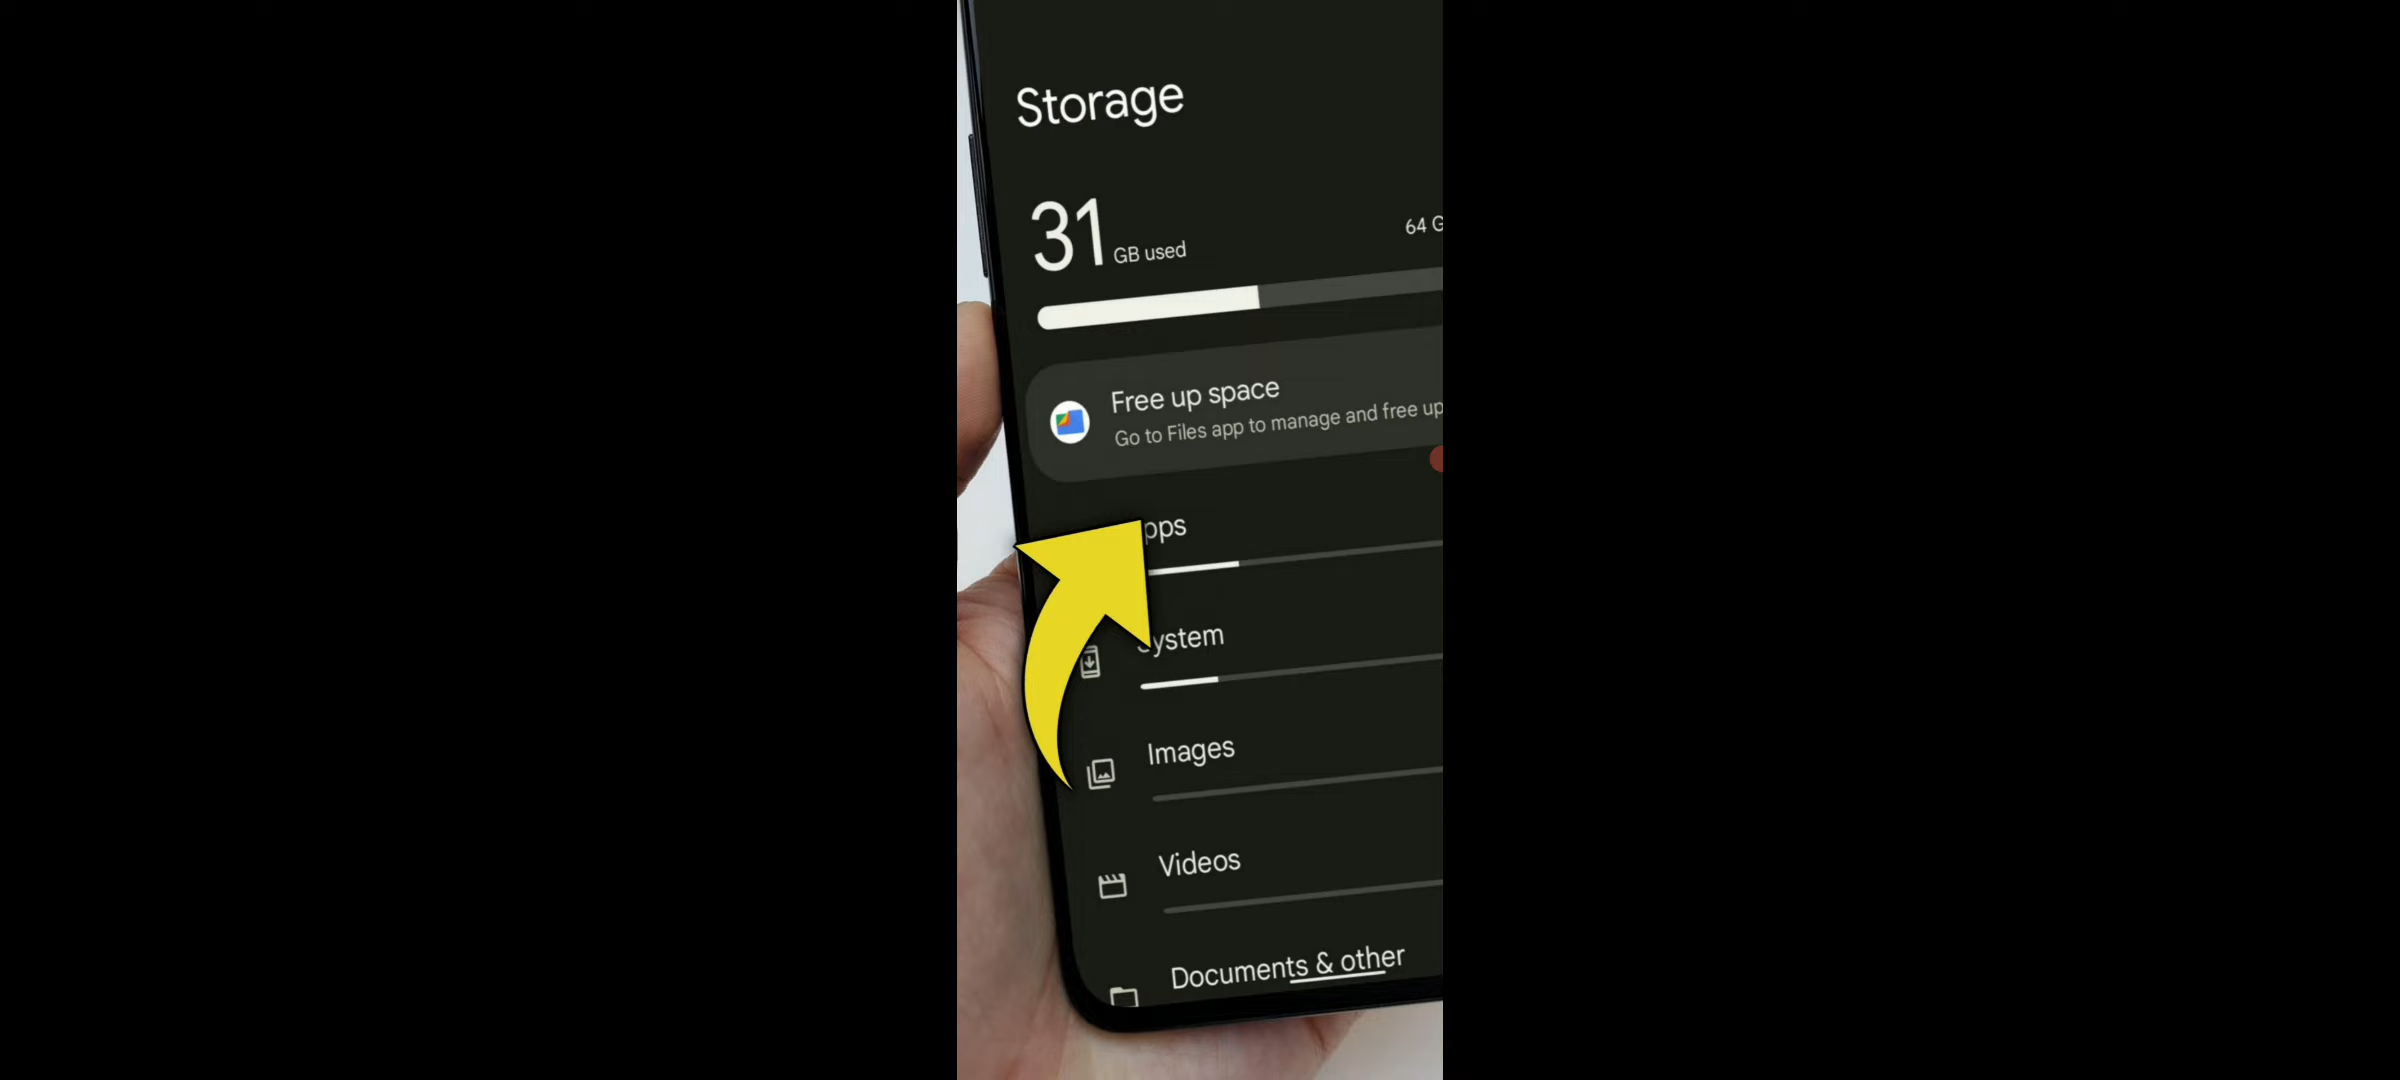 Storage
31 GB used
64 G
Free up space
Go to Files app to manage and free up
pps
ystem
Images
Videos
Documents & other